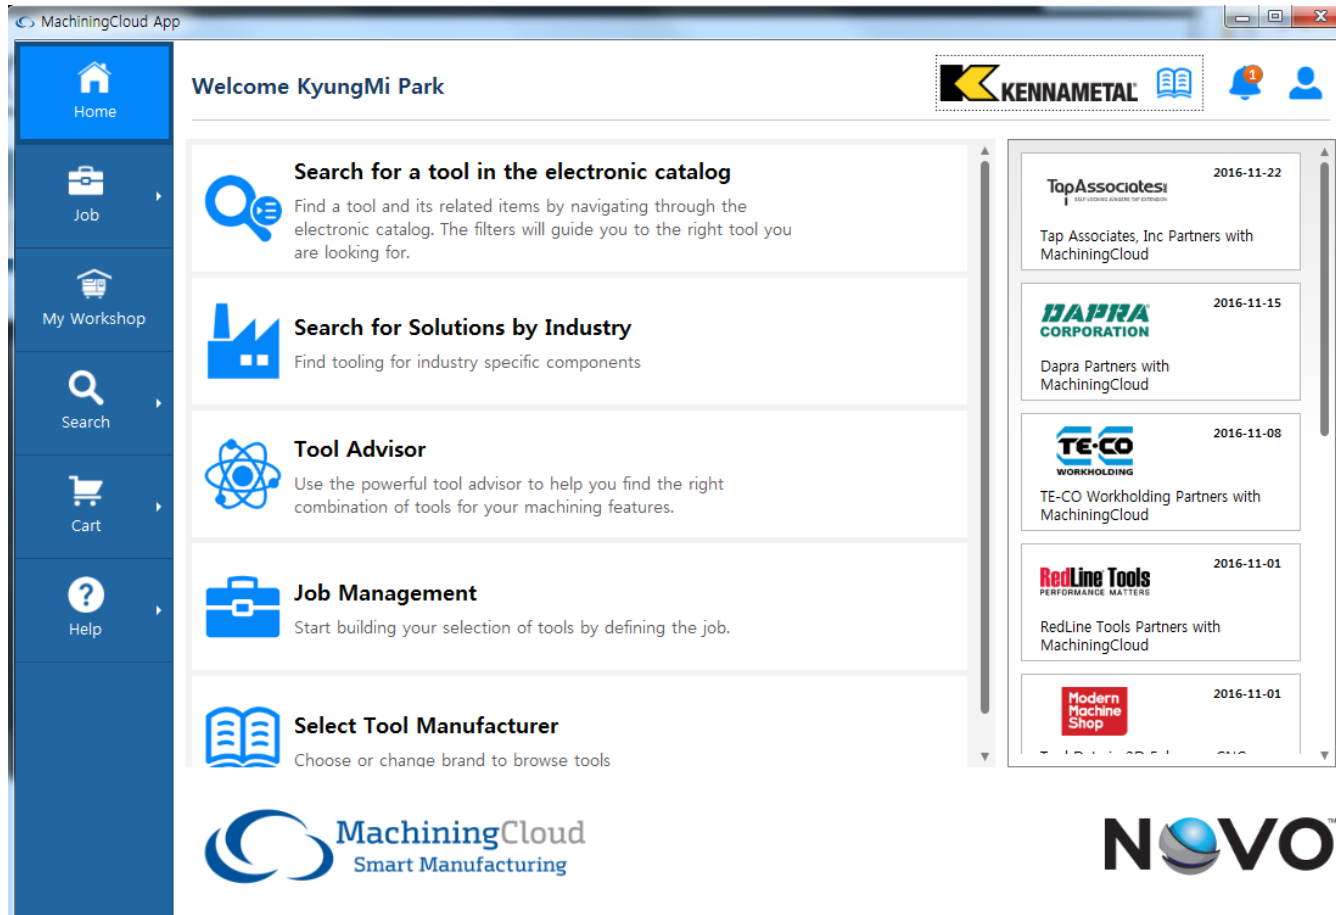 MachiningCloud App
Home
Job
My Workshop
Search
Cart
?
Help
Welcome KyungMi Park
KENNAMETAL
1
Search for a tool in the electronic catalog
Find a tool and its related items by navigating through the
electronic catalog. The filters will guide you to the right tool you
are looking for.
Search for Solutions by Industry
Find tooling for industry specific components
Tool Advisor
Use the powerful tool advisor to help you find the right
combination of tools for your machining features.
Job Management
Start building your selection of tools by defining the job.
Select Tool Manufacturer
Choose or change brand to browse tools
TapAssociates
2016-11-22
Tap Associates, Inc Partners with
MachiningCloud
DAPRA
CORPORATION
2016-11-15
Dapra Partners with
MachiningCloud
TE-CO
WORKHOLDING
2016-11-08
TE-CO Workholding Partners with
MachiningCloud
RedLine Tools
PERFORMANCE MATTERS
2016-11-01
RedLine Tools Partners with
MachiningCloud
Modern
Machine
Shop
2016-11-01
MachiningCloud
Smart Manufacturing
NOVO™